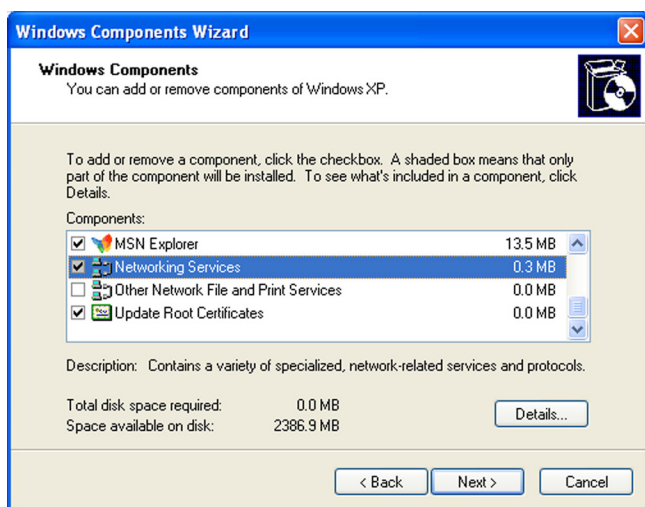 Windows Components Wizard
Windows Components
You can add or remove components of Windows XP.
To add or remove a component, click the checkbox. A shaded box means that only
part of the component will be installed. To see what's included in a component, click
Details.
Components:
MSN Explorer 13.5 MB
Networking Services 0.3 MB
Other Network File and Print Services 0.0 MB
Update Root Certificates 0.0 MB
Description: Contains a variety of specialized, network-related services and protocols.
Total disk space required: 0.0 MB
Space available on disk: 2386.9 MB
Details...
< Back Next > Cancel